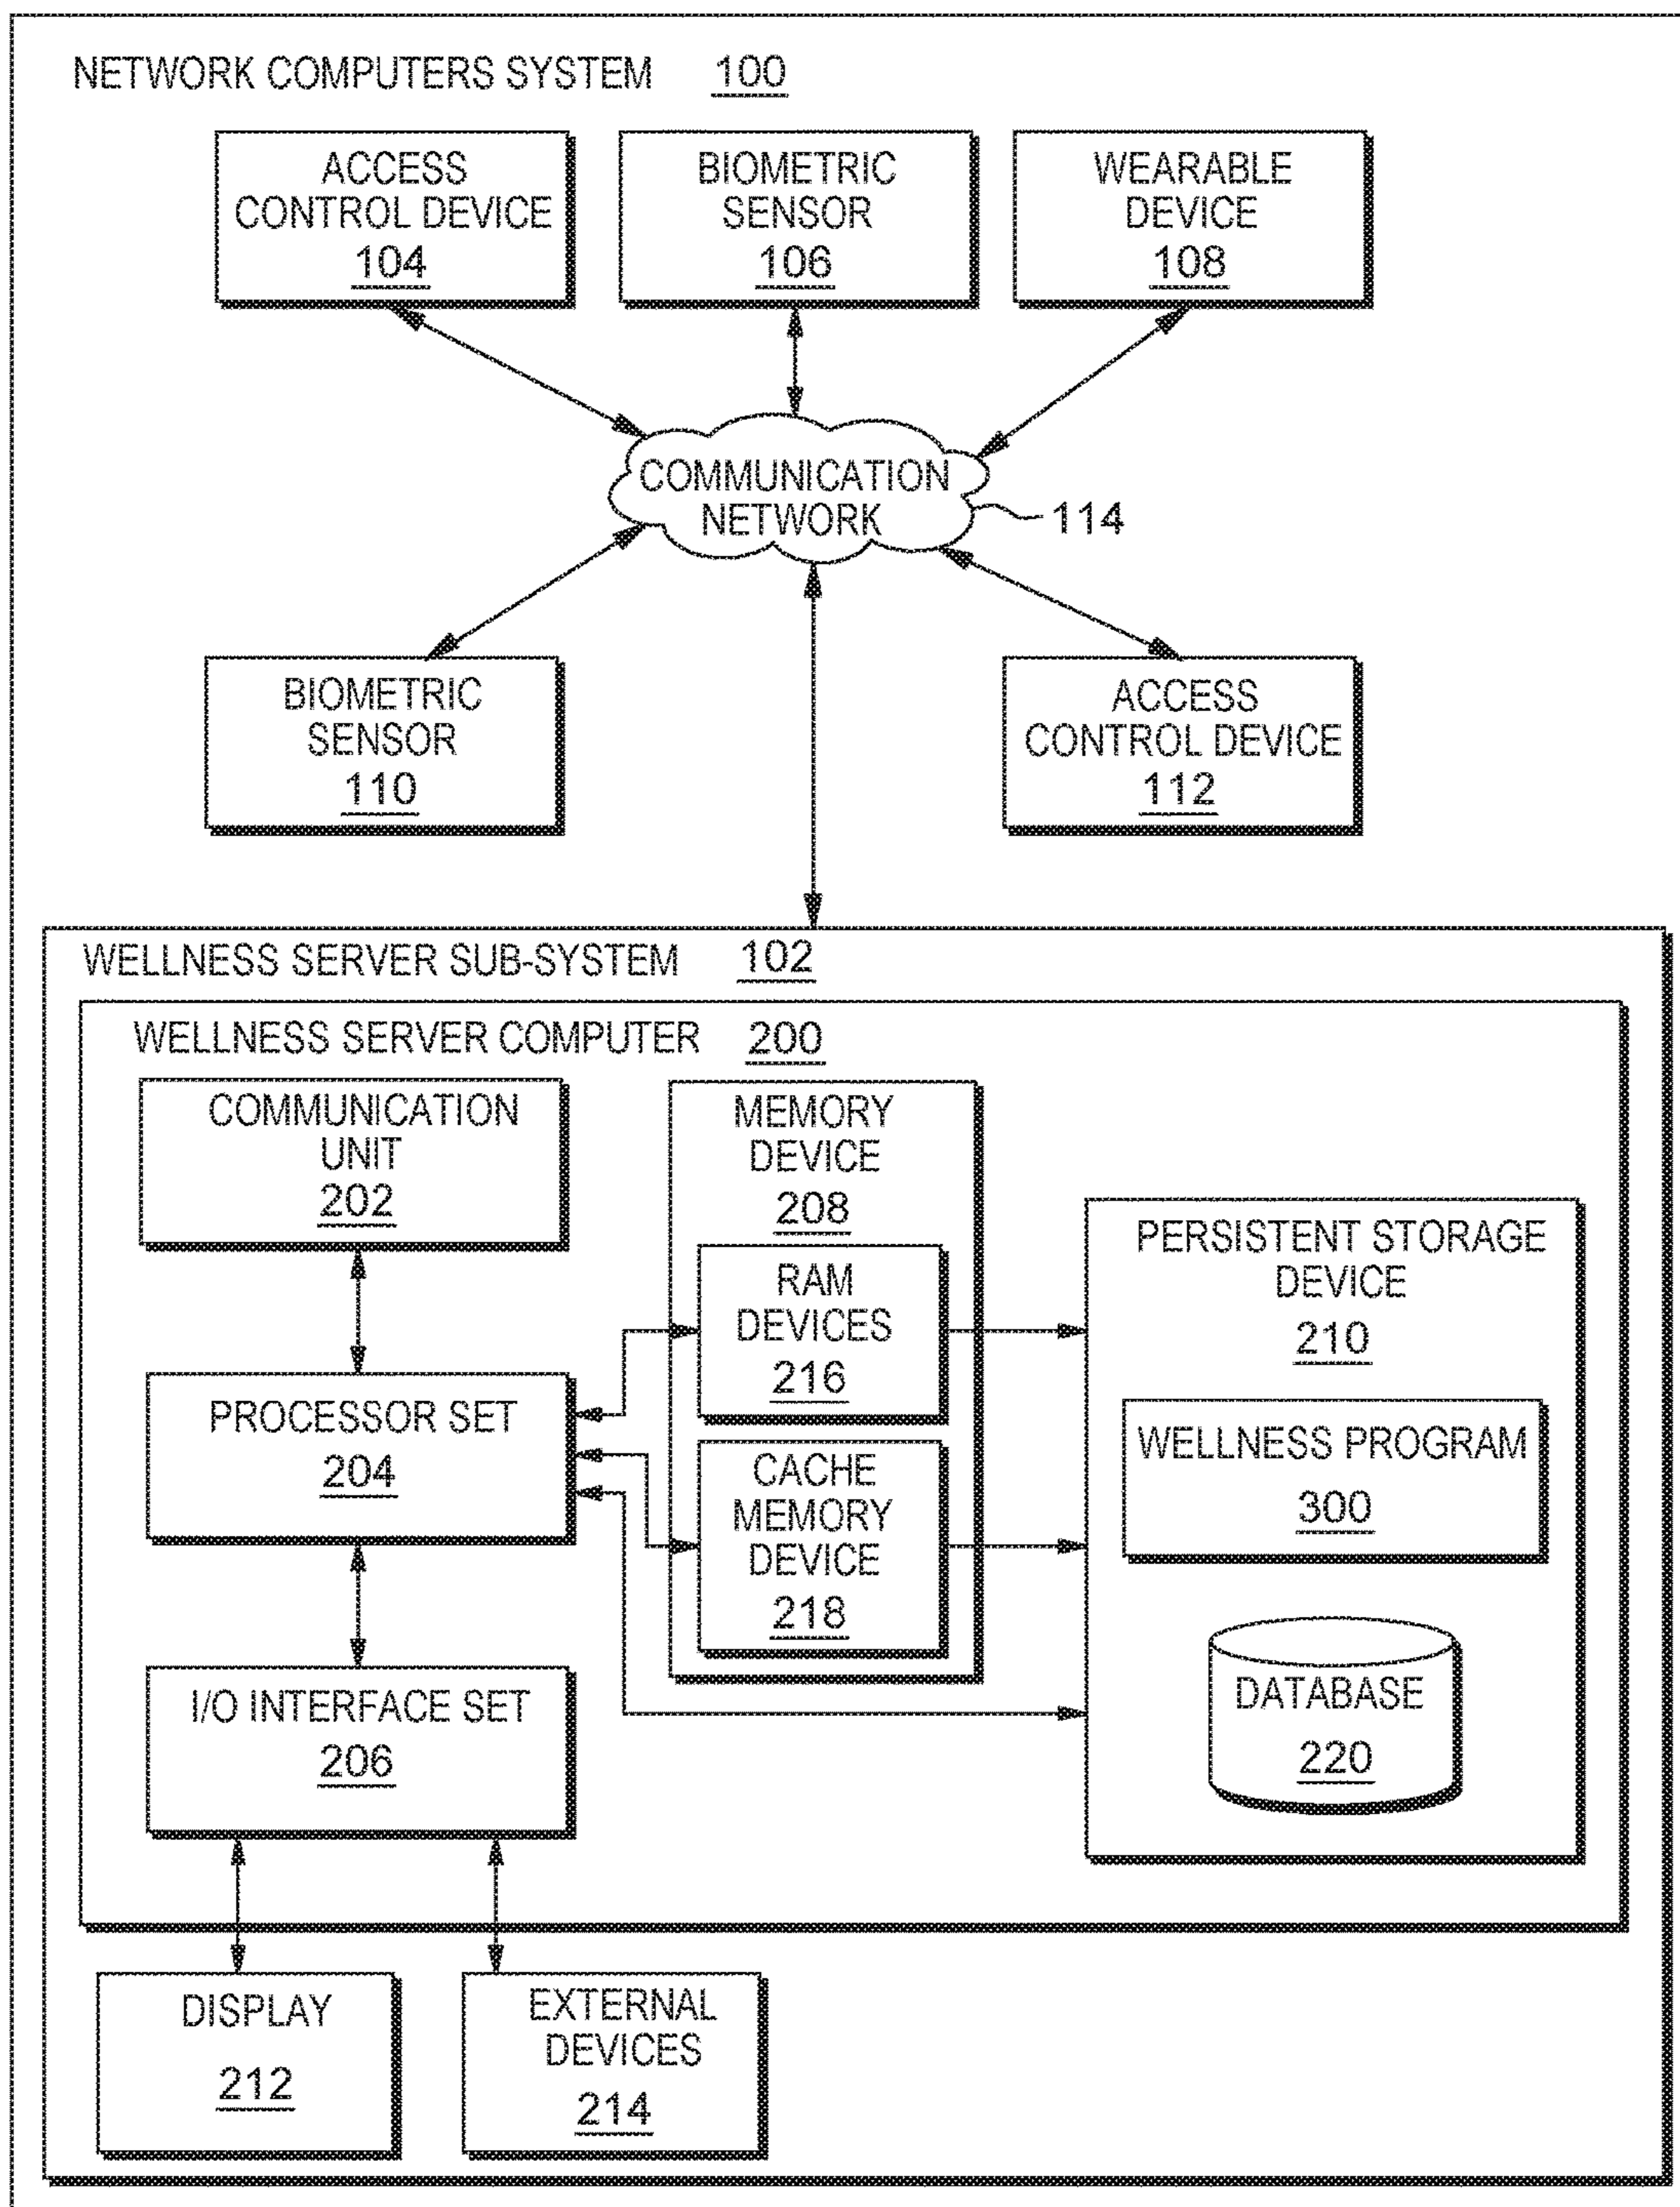 NETWORK COMPUTERS SYSTEM 100
ACCESS
CONTROL DEVICE
104
BIOMETRIC
SENSOR
106
WEARABLE
DEVICE
108
COMMUNICATION
NETWORK
114
BIOMETRIC
SENSOR
110
ACCESS
CONTROL DEVICE
112
WELLNESS SERVER SUB-SYSTEM 102
WELLNESS SERVER COMPUTER 200
COMMUNICATION
UNIT
202
PROCESSOR SET
204
I/O INTERFACE SET
206
MEMORY
DEVICE
208
RAM
DEVICES
216
CACHE
MEMORY
DEVICE
218
PERSISTENT STORAGE
DEVICE
210
WELLNESS PROGRAM
300
DATABASE
220
DISPLAY
212
EXTERNAL
DEVICES
214